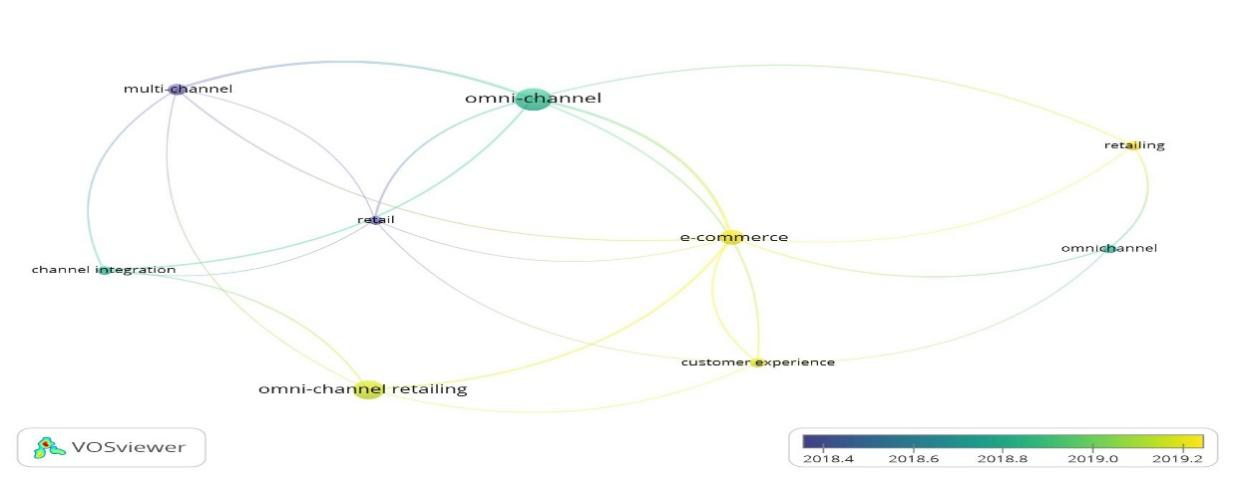 multi-channel
omni-channel
retailing
retail
e-commerce
omnichannel
channel integration
customer experience
omni-channel retailing
VOSviewer
2018.4 2018.6 2018.8 2019.0 2019.2